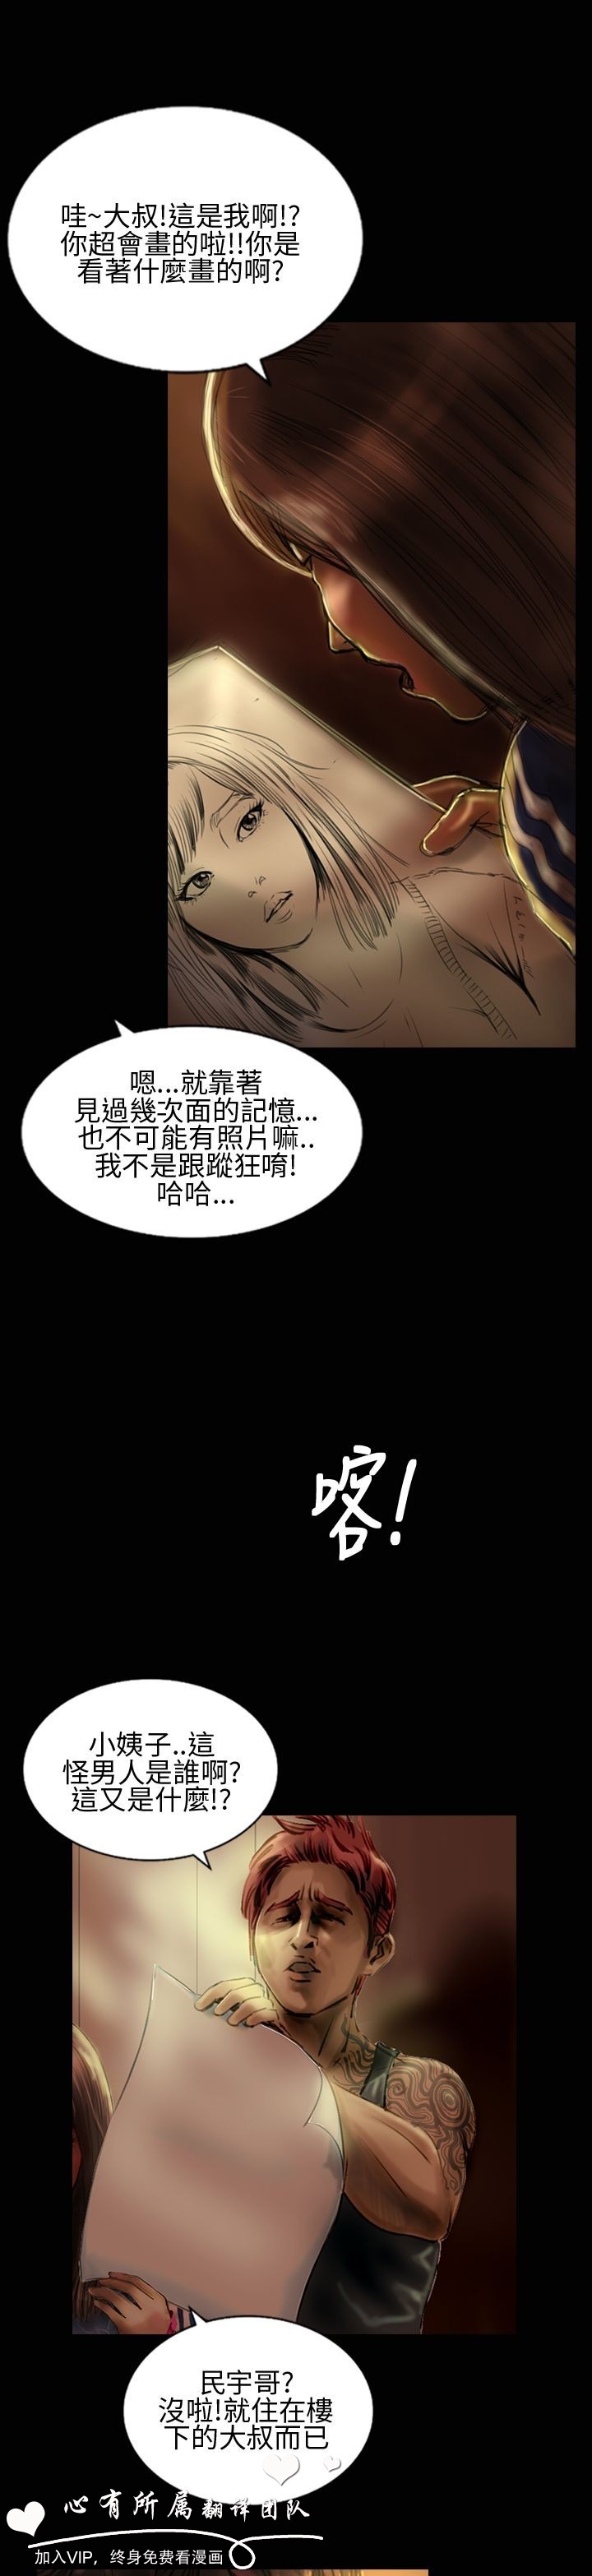 哇~大叔!這是我啊!?
你超會畫的啦!!你是
看著什麼畫的啊?
嗯...就靠著
見過幾次面的記憶...
也不可能有照片嘛..
我不是跟蹤狂唷!
哈哈...
喀!
小姨子..這
怪男人是誰啊?
這又是什麼!?
民宇哥?
沒啦!就住在樓
下的大叔而已
心有所属翻译团队
加入VIP，终身免费看漫画